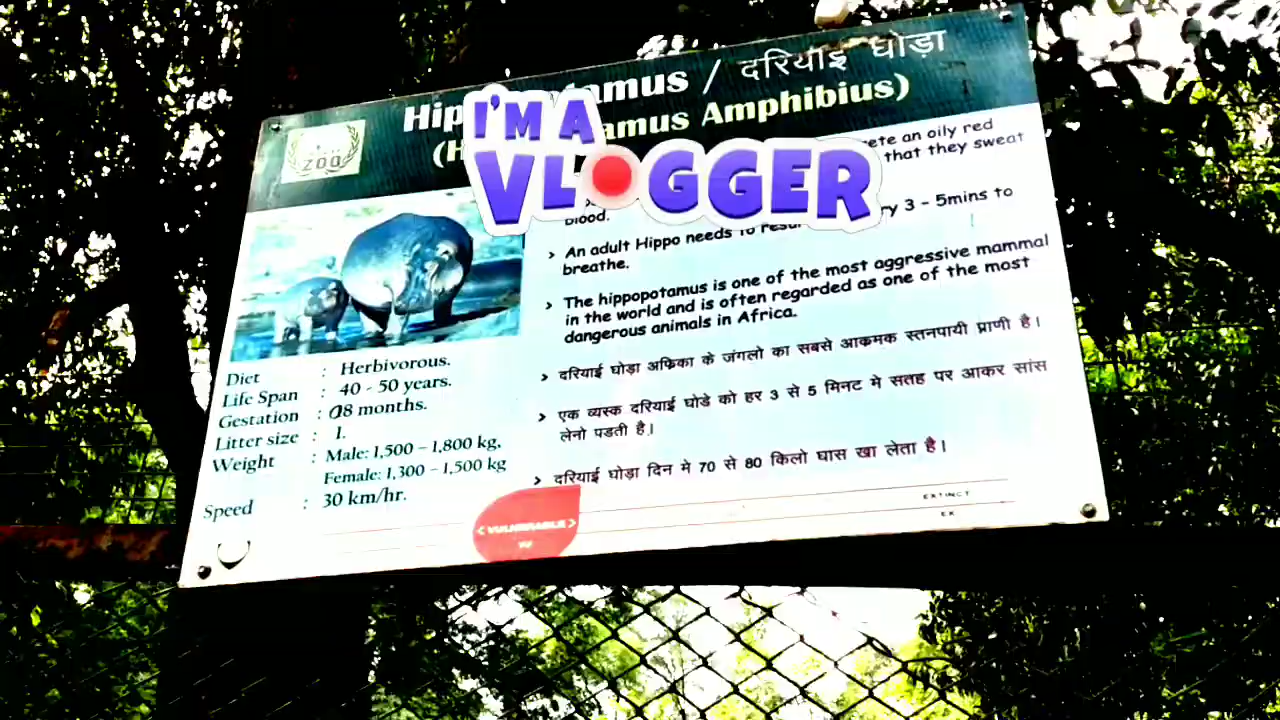 Hip amus / दरियाइ घोड़ा
(H amus Amphibius)
I'M A
VLOGGER
ZOO
ete an oily red
that they sweat
blood.
An adult Hippo needs to ry 3 - 5mins to
breathe.
The hippopotamus is one of the most aggressive mammal
in the world and is often regarded as one of the most
dangerous animals in Africa.
दरियाई घोड़ा अफ्रिका के जंगलो का सबसे आक्रमक स्तनपायी प्राणी है।
एक व्यस्क दरियाई घोडे को हर 3 से 5 मिनट मे सतह पर आकर सांस
लेनो पडती है।
दरियाई घोड़ा दिन मे 70 से 80 किलो घास खा लेता है।
Diet : Herbivorous.
Life Span : 40 - 50 years.
Gestation : 08 months.
Litter size : 1.
Weight : Male: 1,500 – 1,800 kg,
Female: 1,300 – 1,500 kg
Speed : 30 km/hr.
< VULNERABLE >
VU
EXTINCT
EX